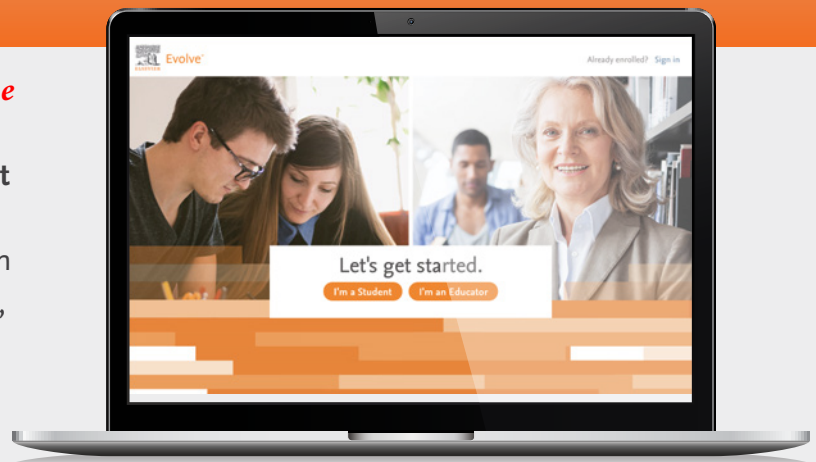 Evolve®
Already enrolled? Sign in
e
t
n
,
Let's get started.
I'm a Student
I'm an Educator